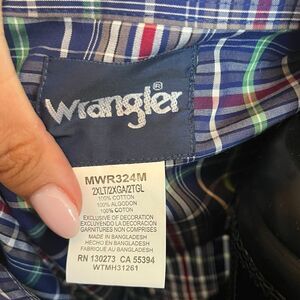 Wrangler®
MWR324M
2XLT/2XGA/2TGL
100% COTTON
100% ALGODON
100% COTON
EXCLUSIVE OF DECORATION
EXCLUYENDO LA DECORACIÓN
GARNITURES NON COMPRISES
MADE IN BANGLADESH
HECHO EN BANGLADESH
FABRIQUÉ AU BANGLADESH
RN 130273 CA 55394
WTMH31261